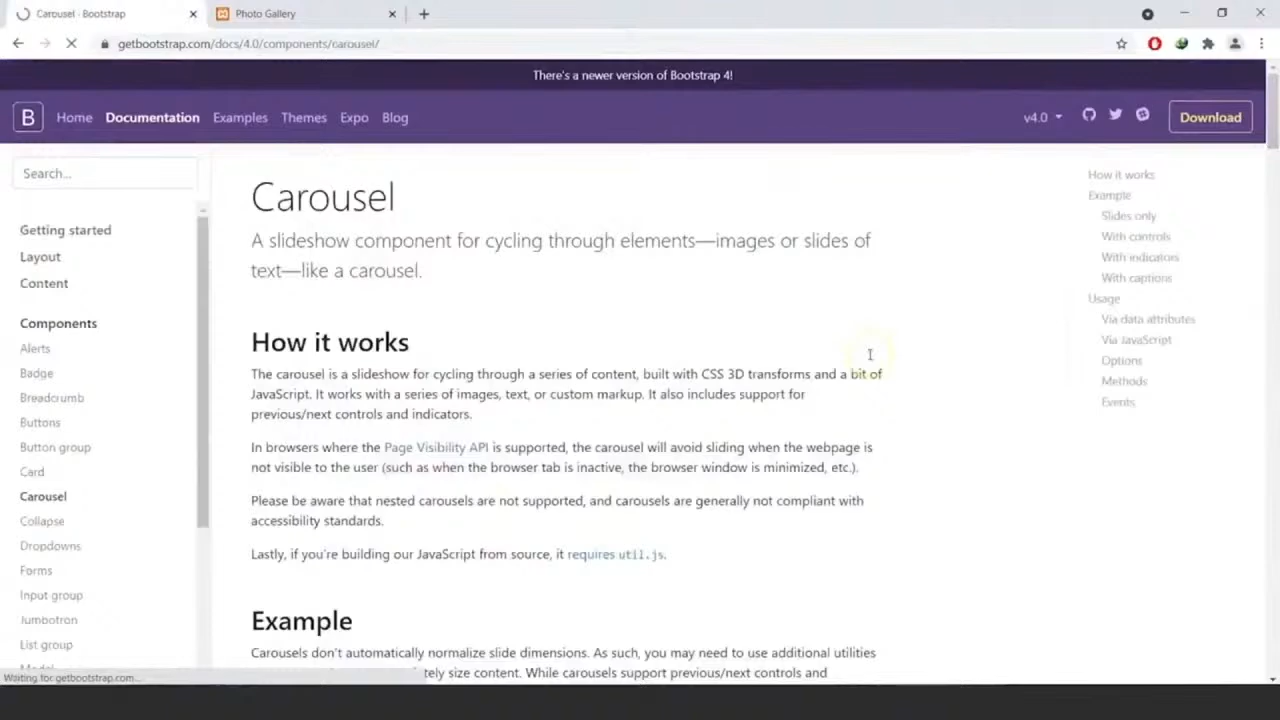 Carousel · Bootstrap
Photo Gallery
getbootstrap.com/docs/4.0/components/carousel/
There's a newer version of Bootstrap 4!
B Home Documentation Examples Themes Expo Blog v4.0 Download
Search...
Getting started
Layout
Content
Components
Alerts
Badge
Breadcrumb
Buttons
Button group
Card
Carousel
Collapse
Dropdowns
Forms
Input group
Jumbotron
List group
Modal
Carousel
A slideshow component for cycling through elements—images or slides of
text—like a carousel.
How it works
The carousel is a slideshow for cycling through a series of content, built with CSS 3D transforms and a bit of
JavaScript. It works with a series of images, text, or custom markup. It also includes support for
previous/next controls and indicators.
In browsers where the Page Visibility API is supported, the carousel will avoid sliding when the webpage is
not visible to the user (such as when the browser tab is inactive, the browser window is minimized, etc.).
Please be aware that nested carousels are not supported, and carousels are generally not compliant with
accessibility standards.
Lastly, if you're building our JavaScript from source, it requires util.js.
Example
Carousels don't automatically normalize slide dimensions. As such, you may need to use additional utilities
tely size content. While carousels support previous/next controls and
How it works
Example
Slides only
With controls
With indicators
With captions
Usage
Via data attributes
Via JavaScript
Options
Methods
Events
Waiting for getbootstrap.com...